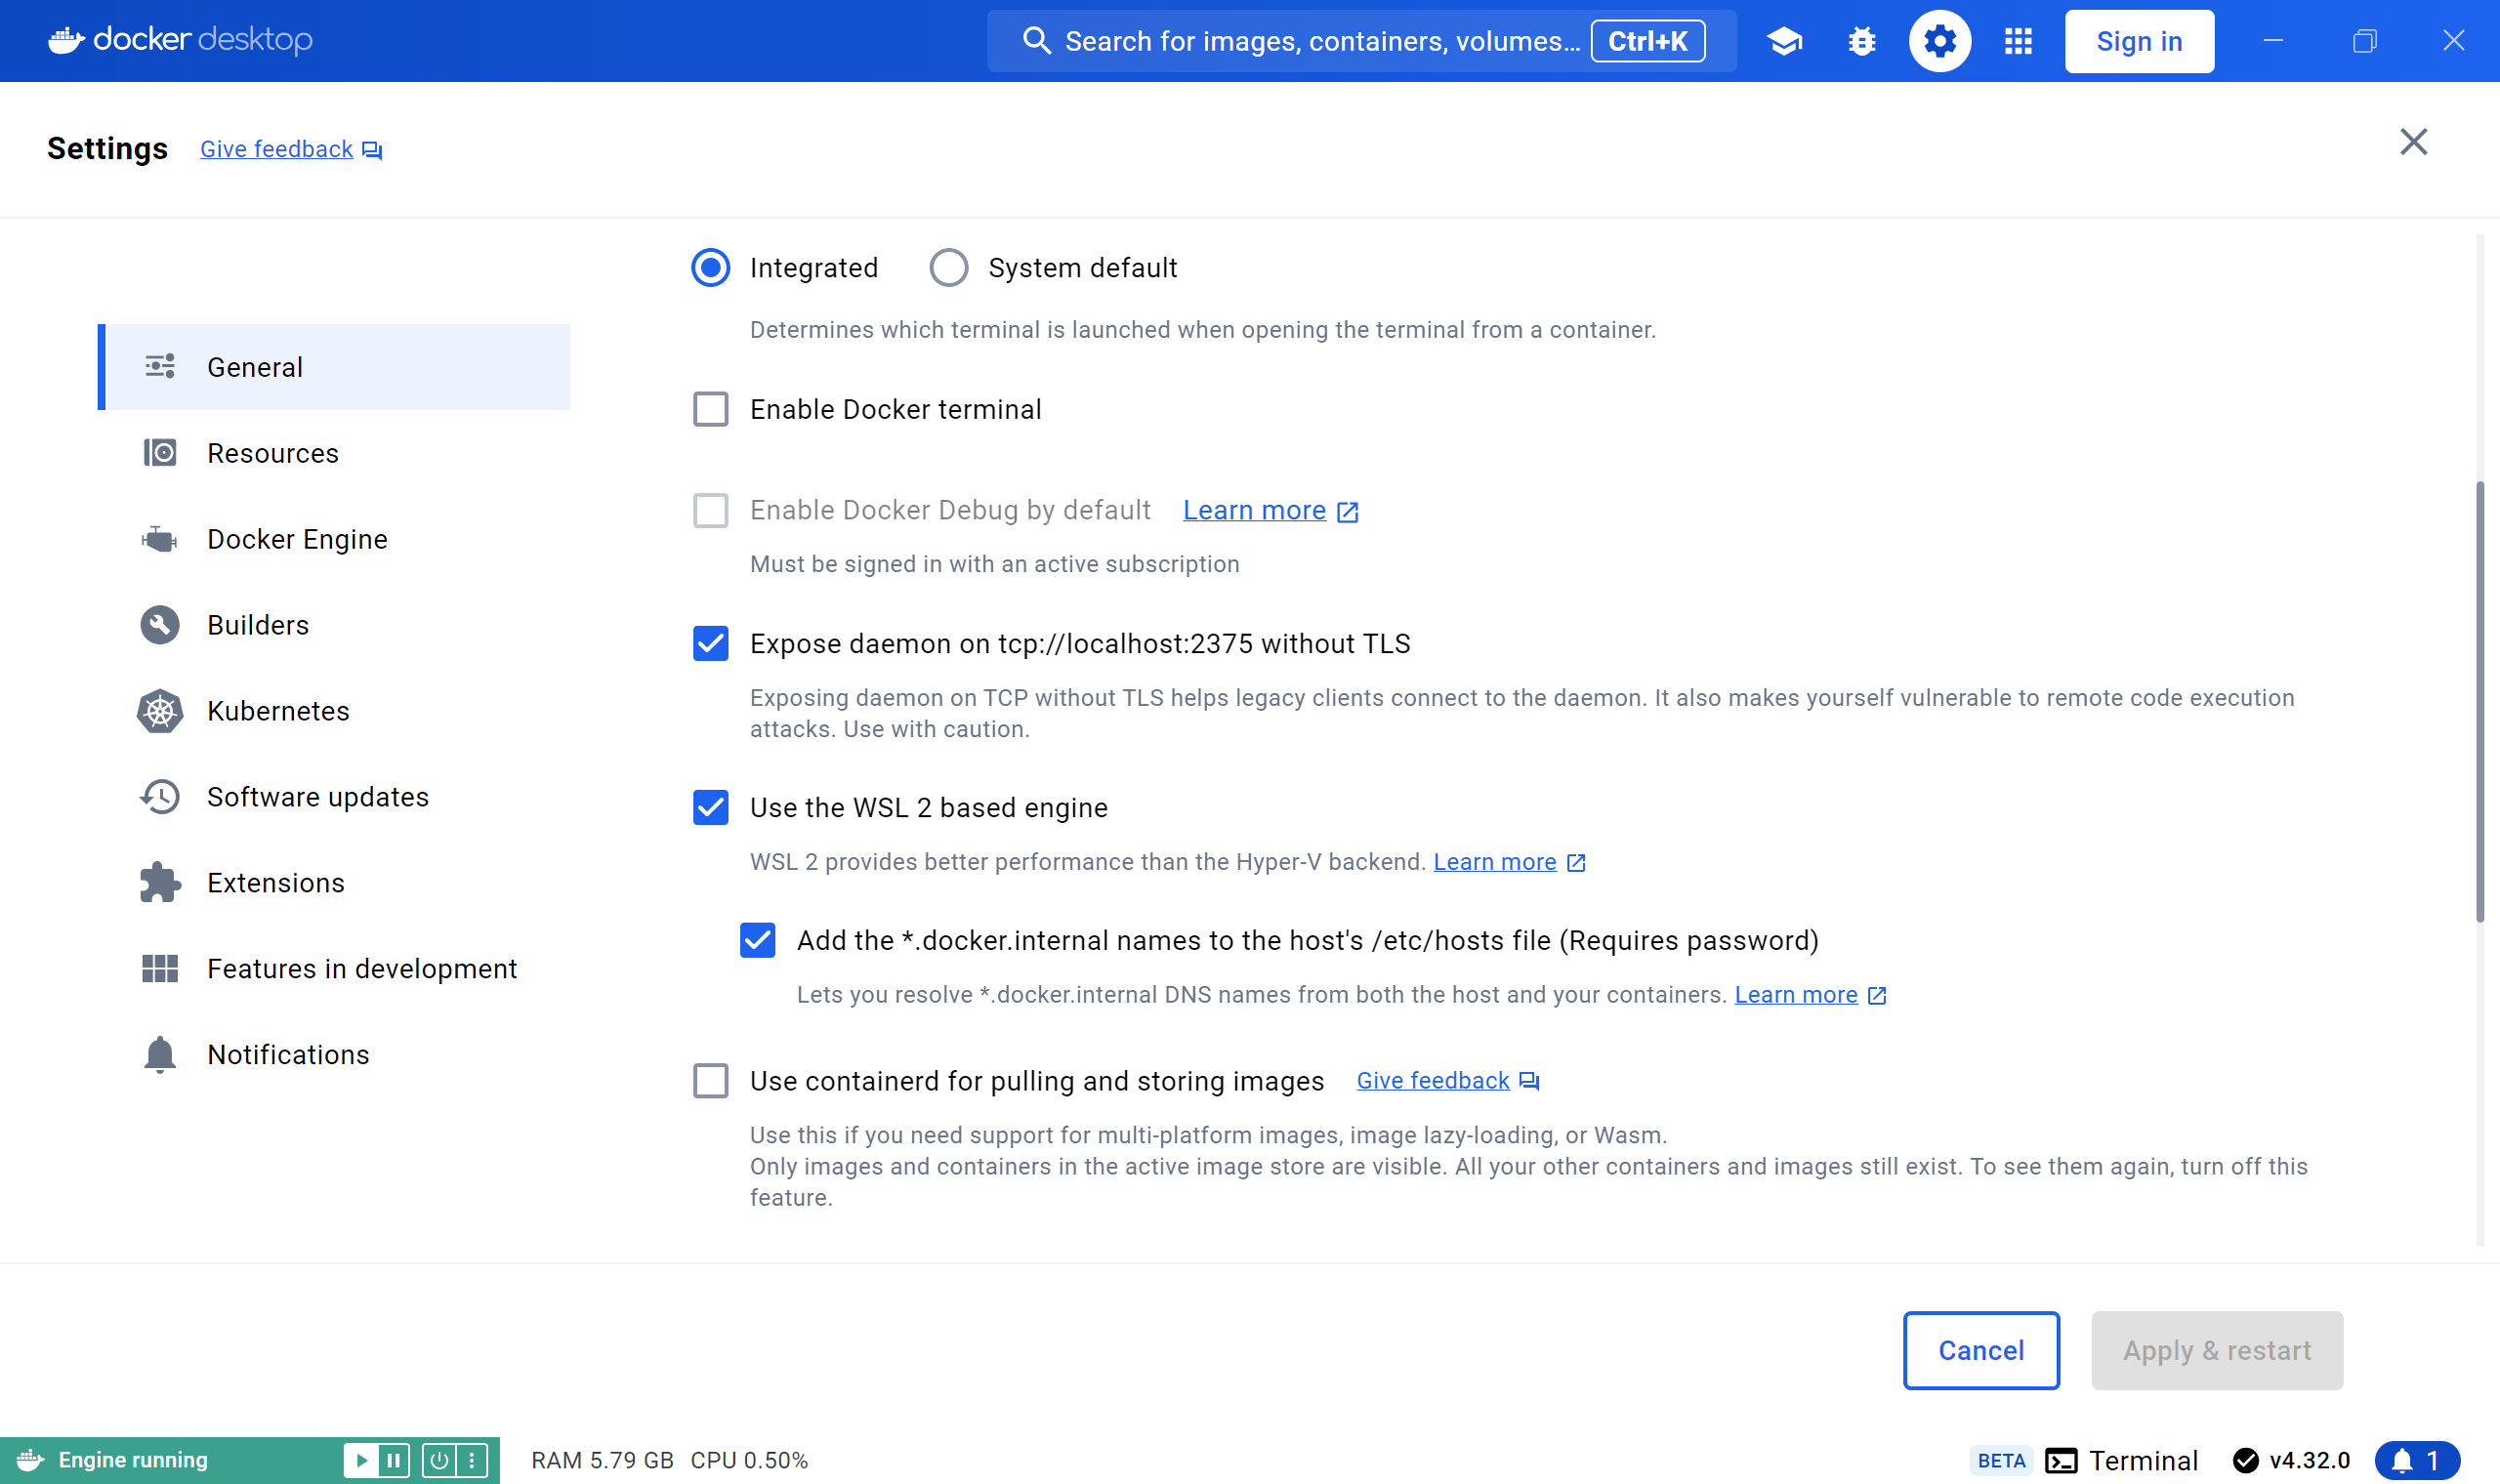 docker desktop
Search for images, containers, volumes... Ctrl+K
Sign in
Settings
Give feedback
Integrated
System default
Determines which terminal is launched when opening the terminal from a container.
General
Enable Docker terminal
Resources
Enable Docker Debug by default Learn more
Docker Engine
Must be signed in with an active subscription
Builders
Expose daemon on tcp://localhost:2375 without TLS
Exposing daemon on TCP without TLS helps legacy clients connect to the daemon. It also makes yourself vulnerable to remote code execution
attacks. Use with caution.
Kubernetes
Software updates
Use the WSL 2 based engine
WSL 2 provides better performance than the Hyper-V backend. Learn more
Extensions
Add the *.docker.internal names to the host's /etc/hosts file (Requires password)
Features in development
Lets you resolve *.docker.internal DNS names from both the host and your containers. Learn more
Notifications
Use containerd for pulling and storing images Give feedback
Use this if you need support for multi-platform images, image lazy-loading, or Wasm.
Only images and containers in the active image store are visible. All your other containers and images still exist. To see them again, turn off this
feature.
Cancel
Apply & restart
Engine running
RAM 5.79 GB CPU 0.50%
BETA Terminal
v4.32.0
1